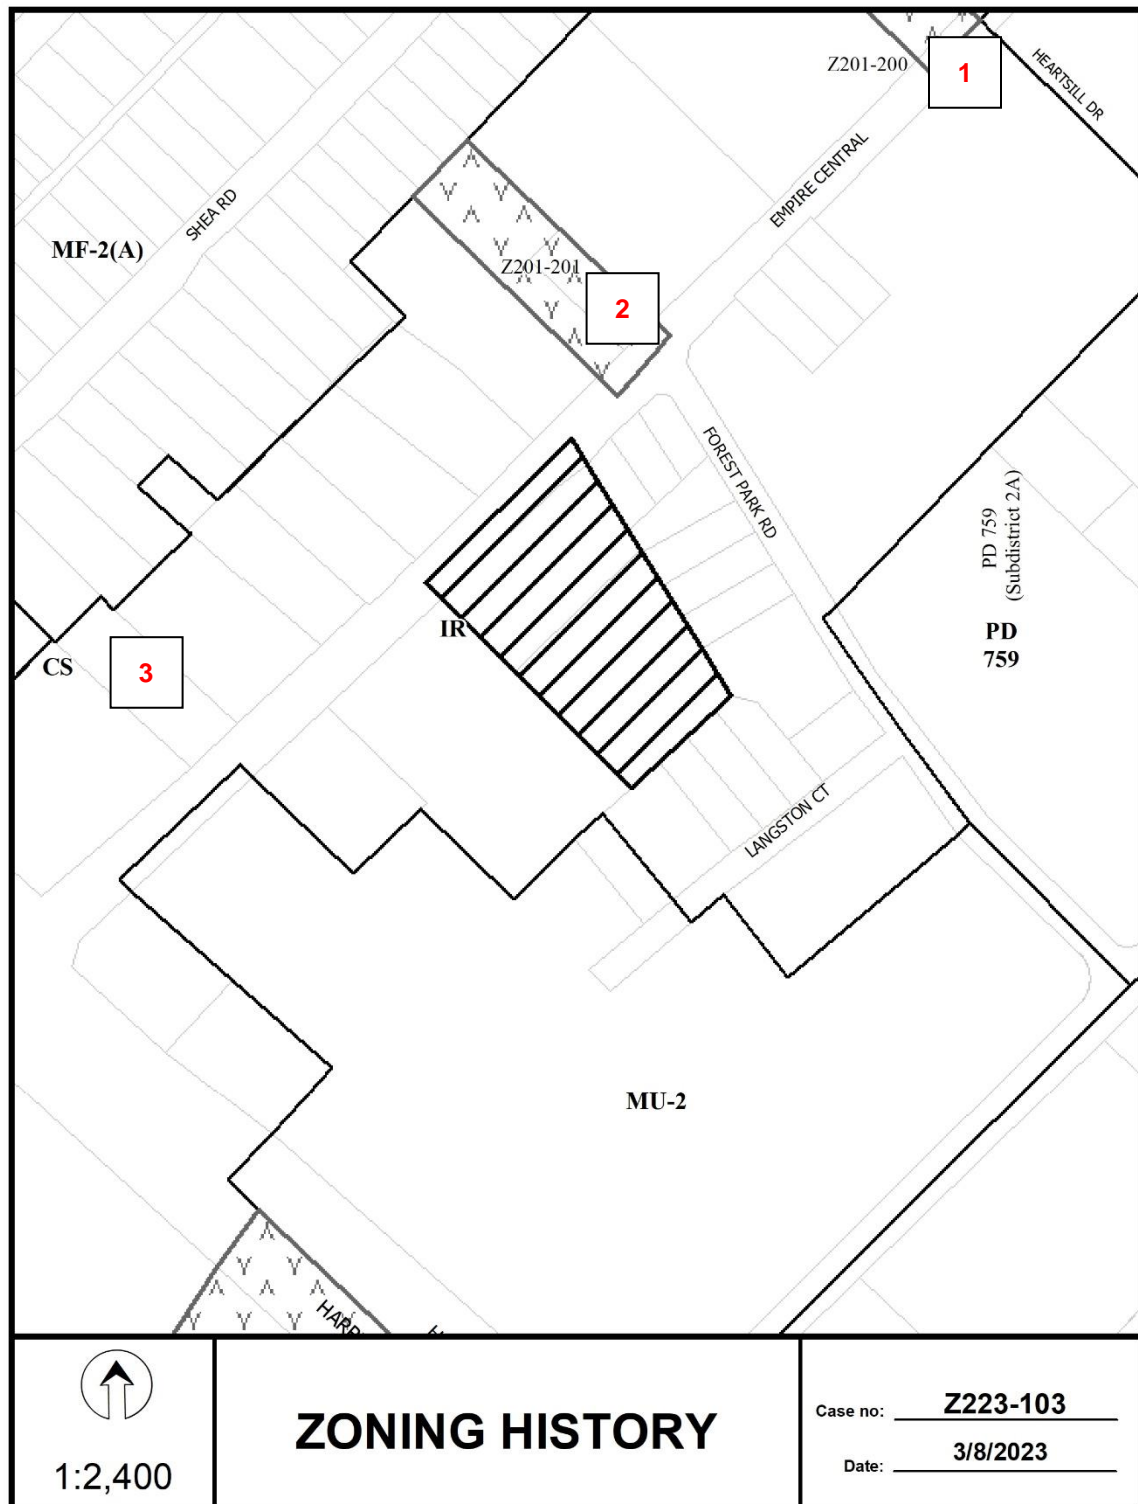 Z201-200
1
HEARTSILL DR
EMPIRE CENTRAL
SHEA RD
MF-2(A)
Z201-201
2
FOREST PARK RD
PD 759
(Subdistrict 2A)
IR
PD
759
CS
3
LANGSTON CT
MU-2
1:2,400
ZONING HISTORY
Case no: Z223-103
Date: 3/8/2023